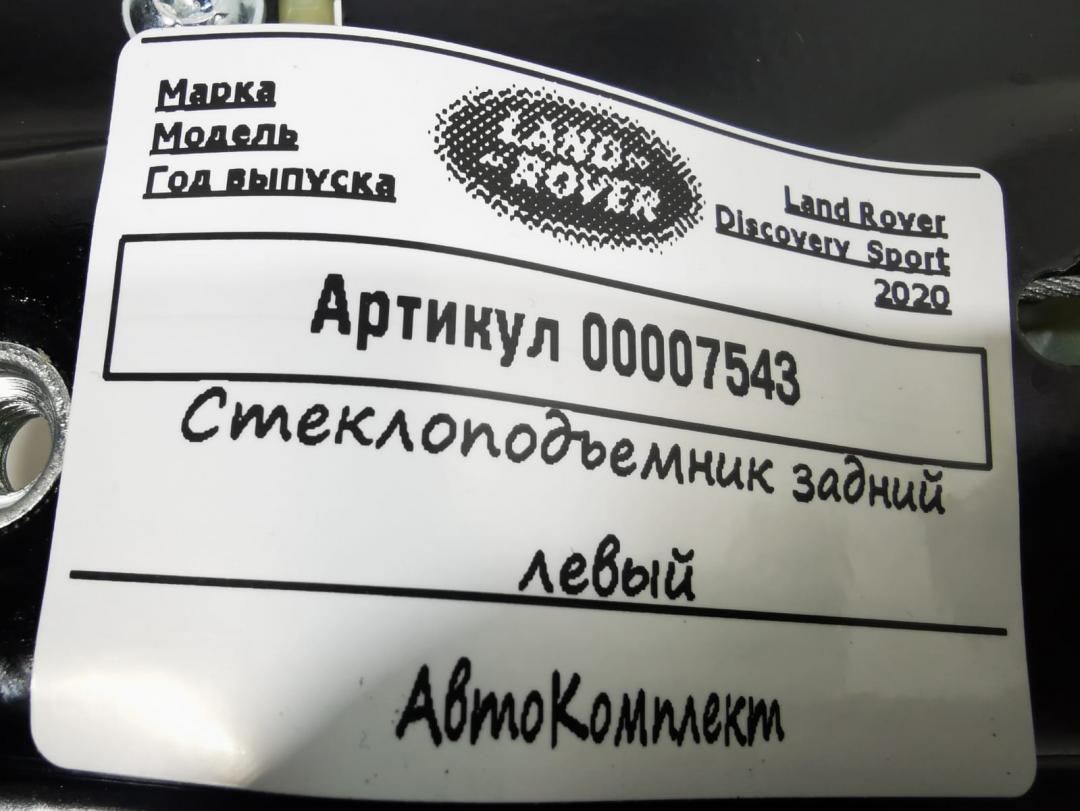 Марка
Модель
Год выпуска
LAND-
-ROVER
Land Rover
Discovery Sport
2020
Артикул 00007543
Стеклоподъемник задний
левый
АвтоКомплект